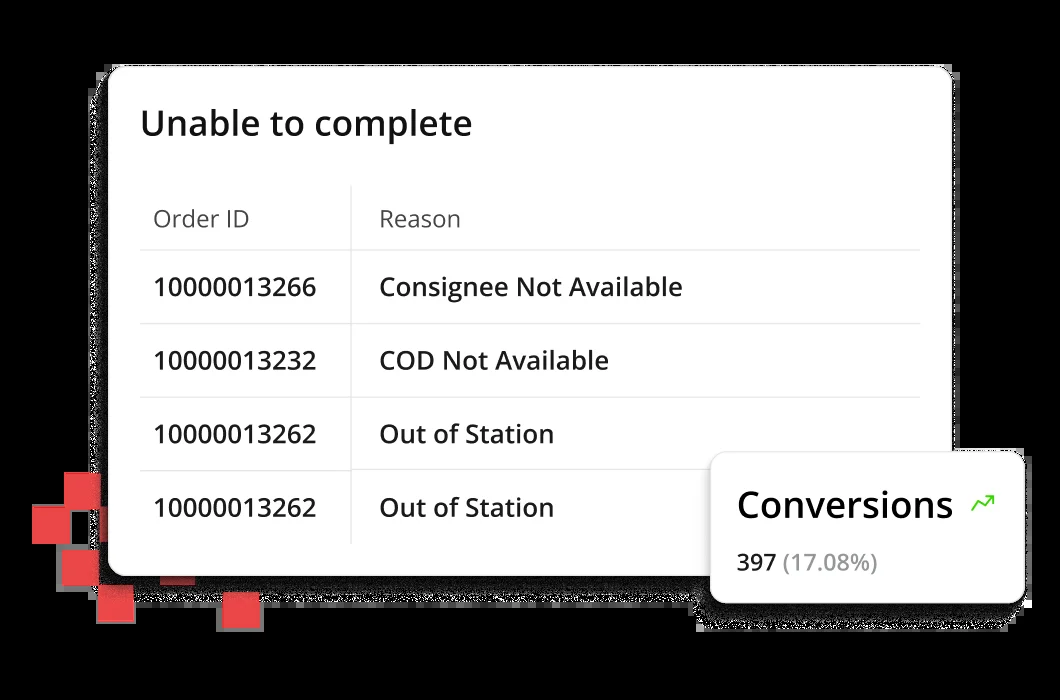 Unable to complete
Order ID Reason
10000013266 Consignee Not Available
10000013232 COD Not Available
10000013262 Out of Station
10000013262 Out of Station
Conversions
397 (17.08%)